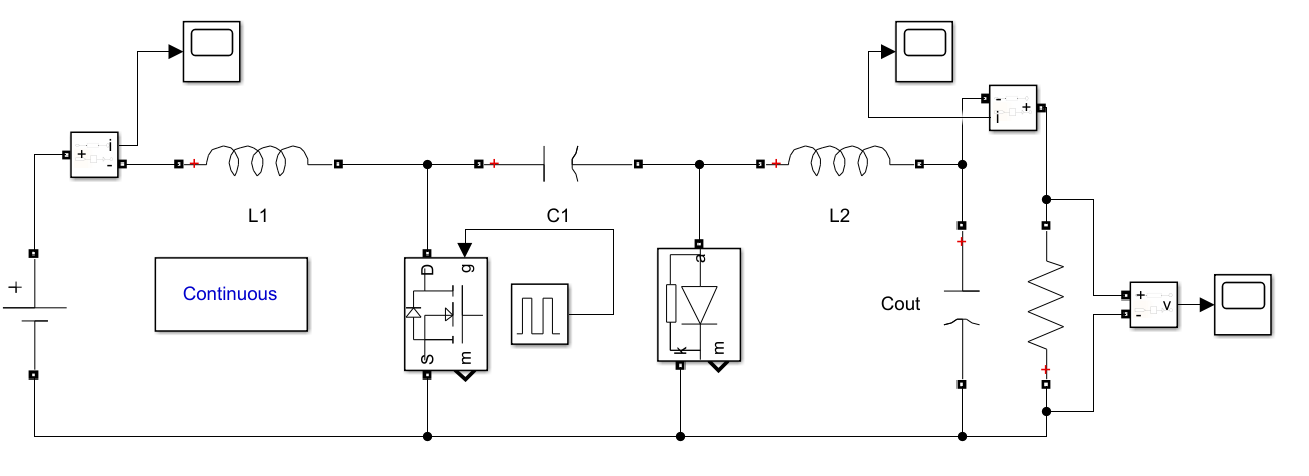 i
+
-
-
+
i
+
+
+
L1
C1
L2
D
g
a
+
+
Continuous
+
-
v
Cout
S
m
k
m
+